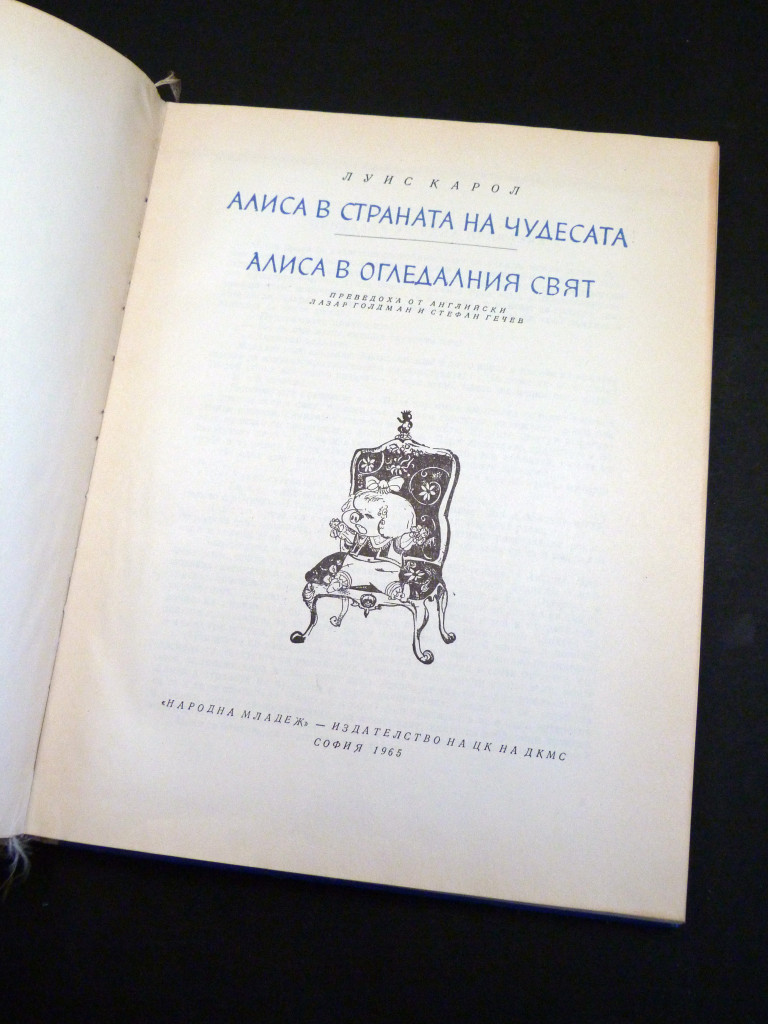 ЛУИС КАРОЛ
АЛИСА В СТРАНАТА НА ЧУДЕСАТА
АЛИСА В ОГЛЕДАЛНИЯ СВЯТ
ПРЕВЕДОХА ОТ АНГЛИЙСКИ
ЛАЗАР ГОЛДМАН И СТЕФАН ГЕЧЕВ
«НАРОДНА МЛАДЕЖ» — ИЗДАТЕЛСТВО НА ЦК НА ДКМС
СОФИЯ 1965